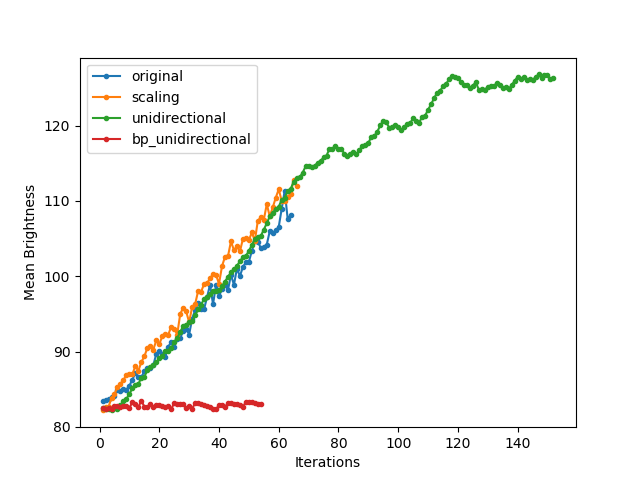 original
scaling
unidirectional
bp_unidirectional
120
110
100
90
80
Mean Brightness
0 20 40 60 80 100 120 140
Iterations